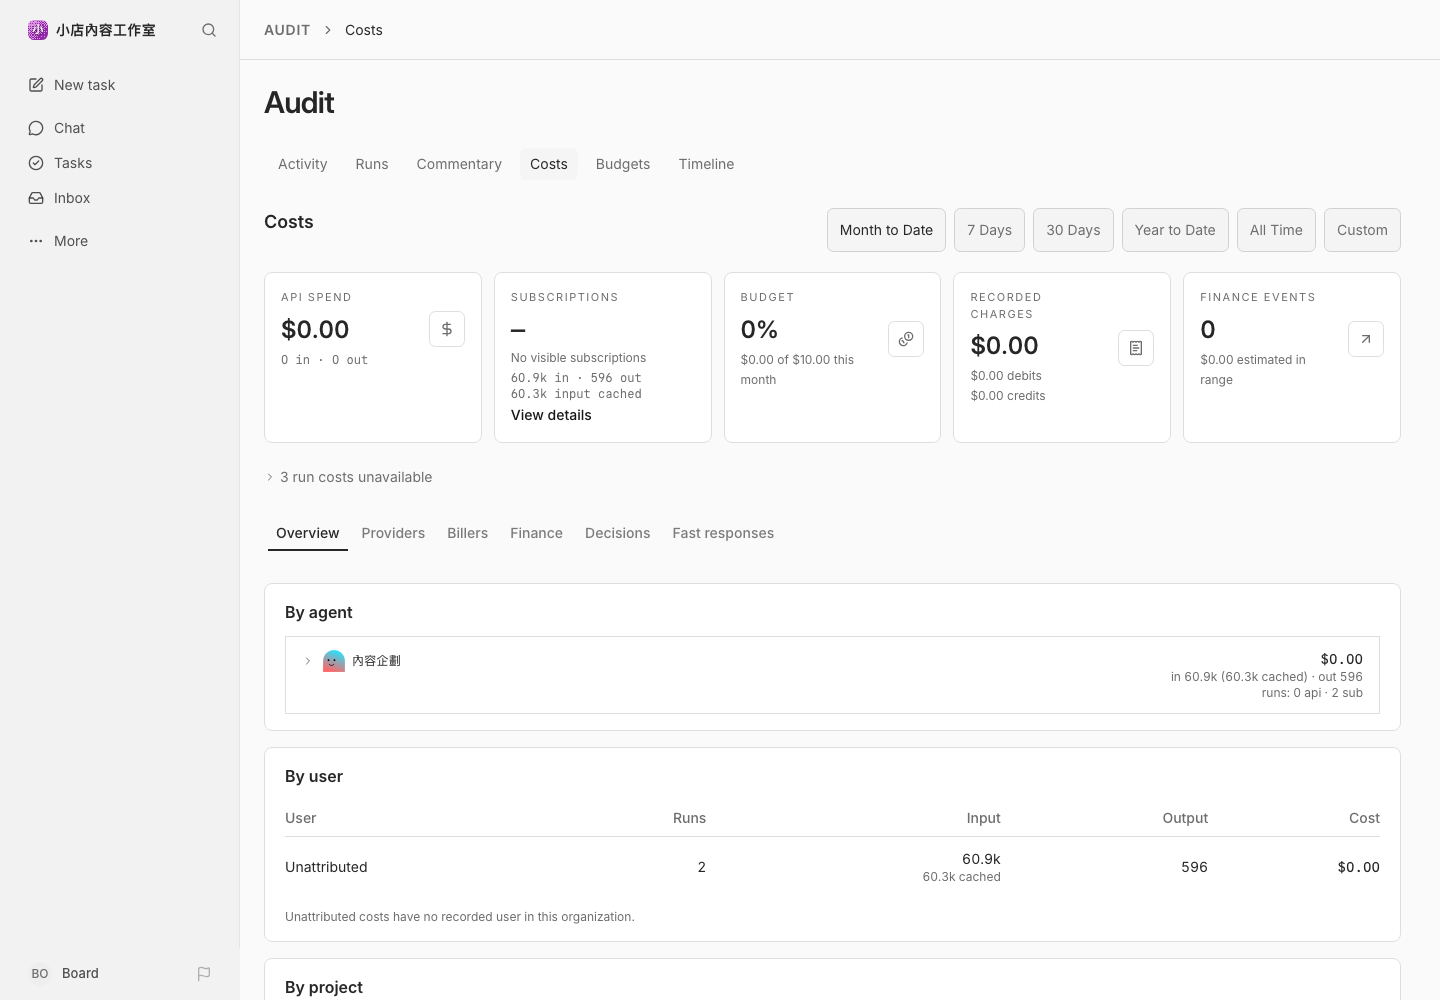 小
小店內容工作室
AUDIT
Costs
New task
Chat
Tasks
Inbox
More
Audit
Activity
Runs
Commentary
Costs
Budgets
Timeline
Costs
Month to Date
7 Days
30 Days
Year to Date
All Time
Custom
API SPEND
$0.00
0 in · 0 out
SUBSCRIPTIONS
–
No visible subscriptions
60.9k in · 596 out
60.3k input cached
View details
BUDGET
0%
$0.00 of $10.00 this
month
RECORDED
CHARGES
$0.00
$0.00 debits
$0.00 credits
FINANCE EVENTS
0
$0.00 estimated in
range
3 run costs unavailable
Overview
Providers
Billers
Finance
Decisions
Fast responses
By agent
內容企劃
$0.00
in 60.9k (60.3k cached) · out 596
runs: 0 api · 2 sub
By user
User
Runs
Input
Output
Cost
Unattributed
2
60.9k
60.3k cached
596
$0.00
Unattributed costs have no recorded user in this organization.
By project
BO
Board